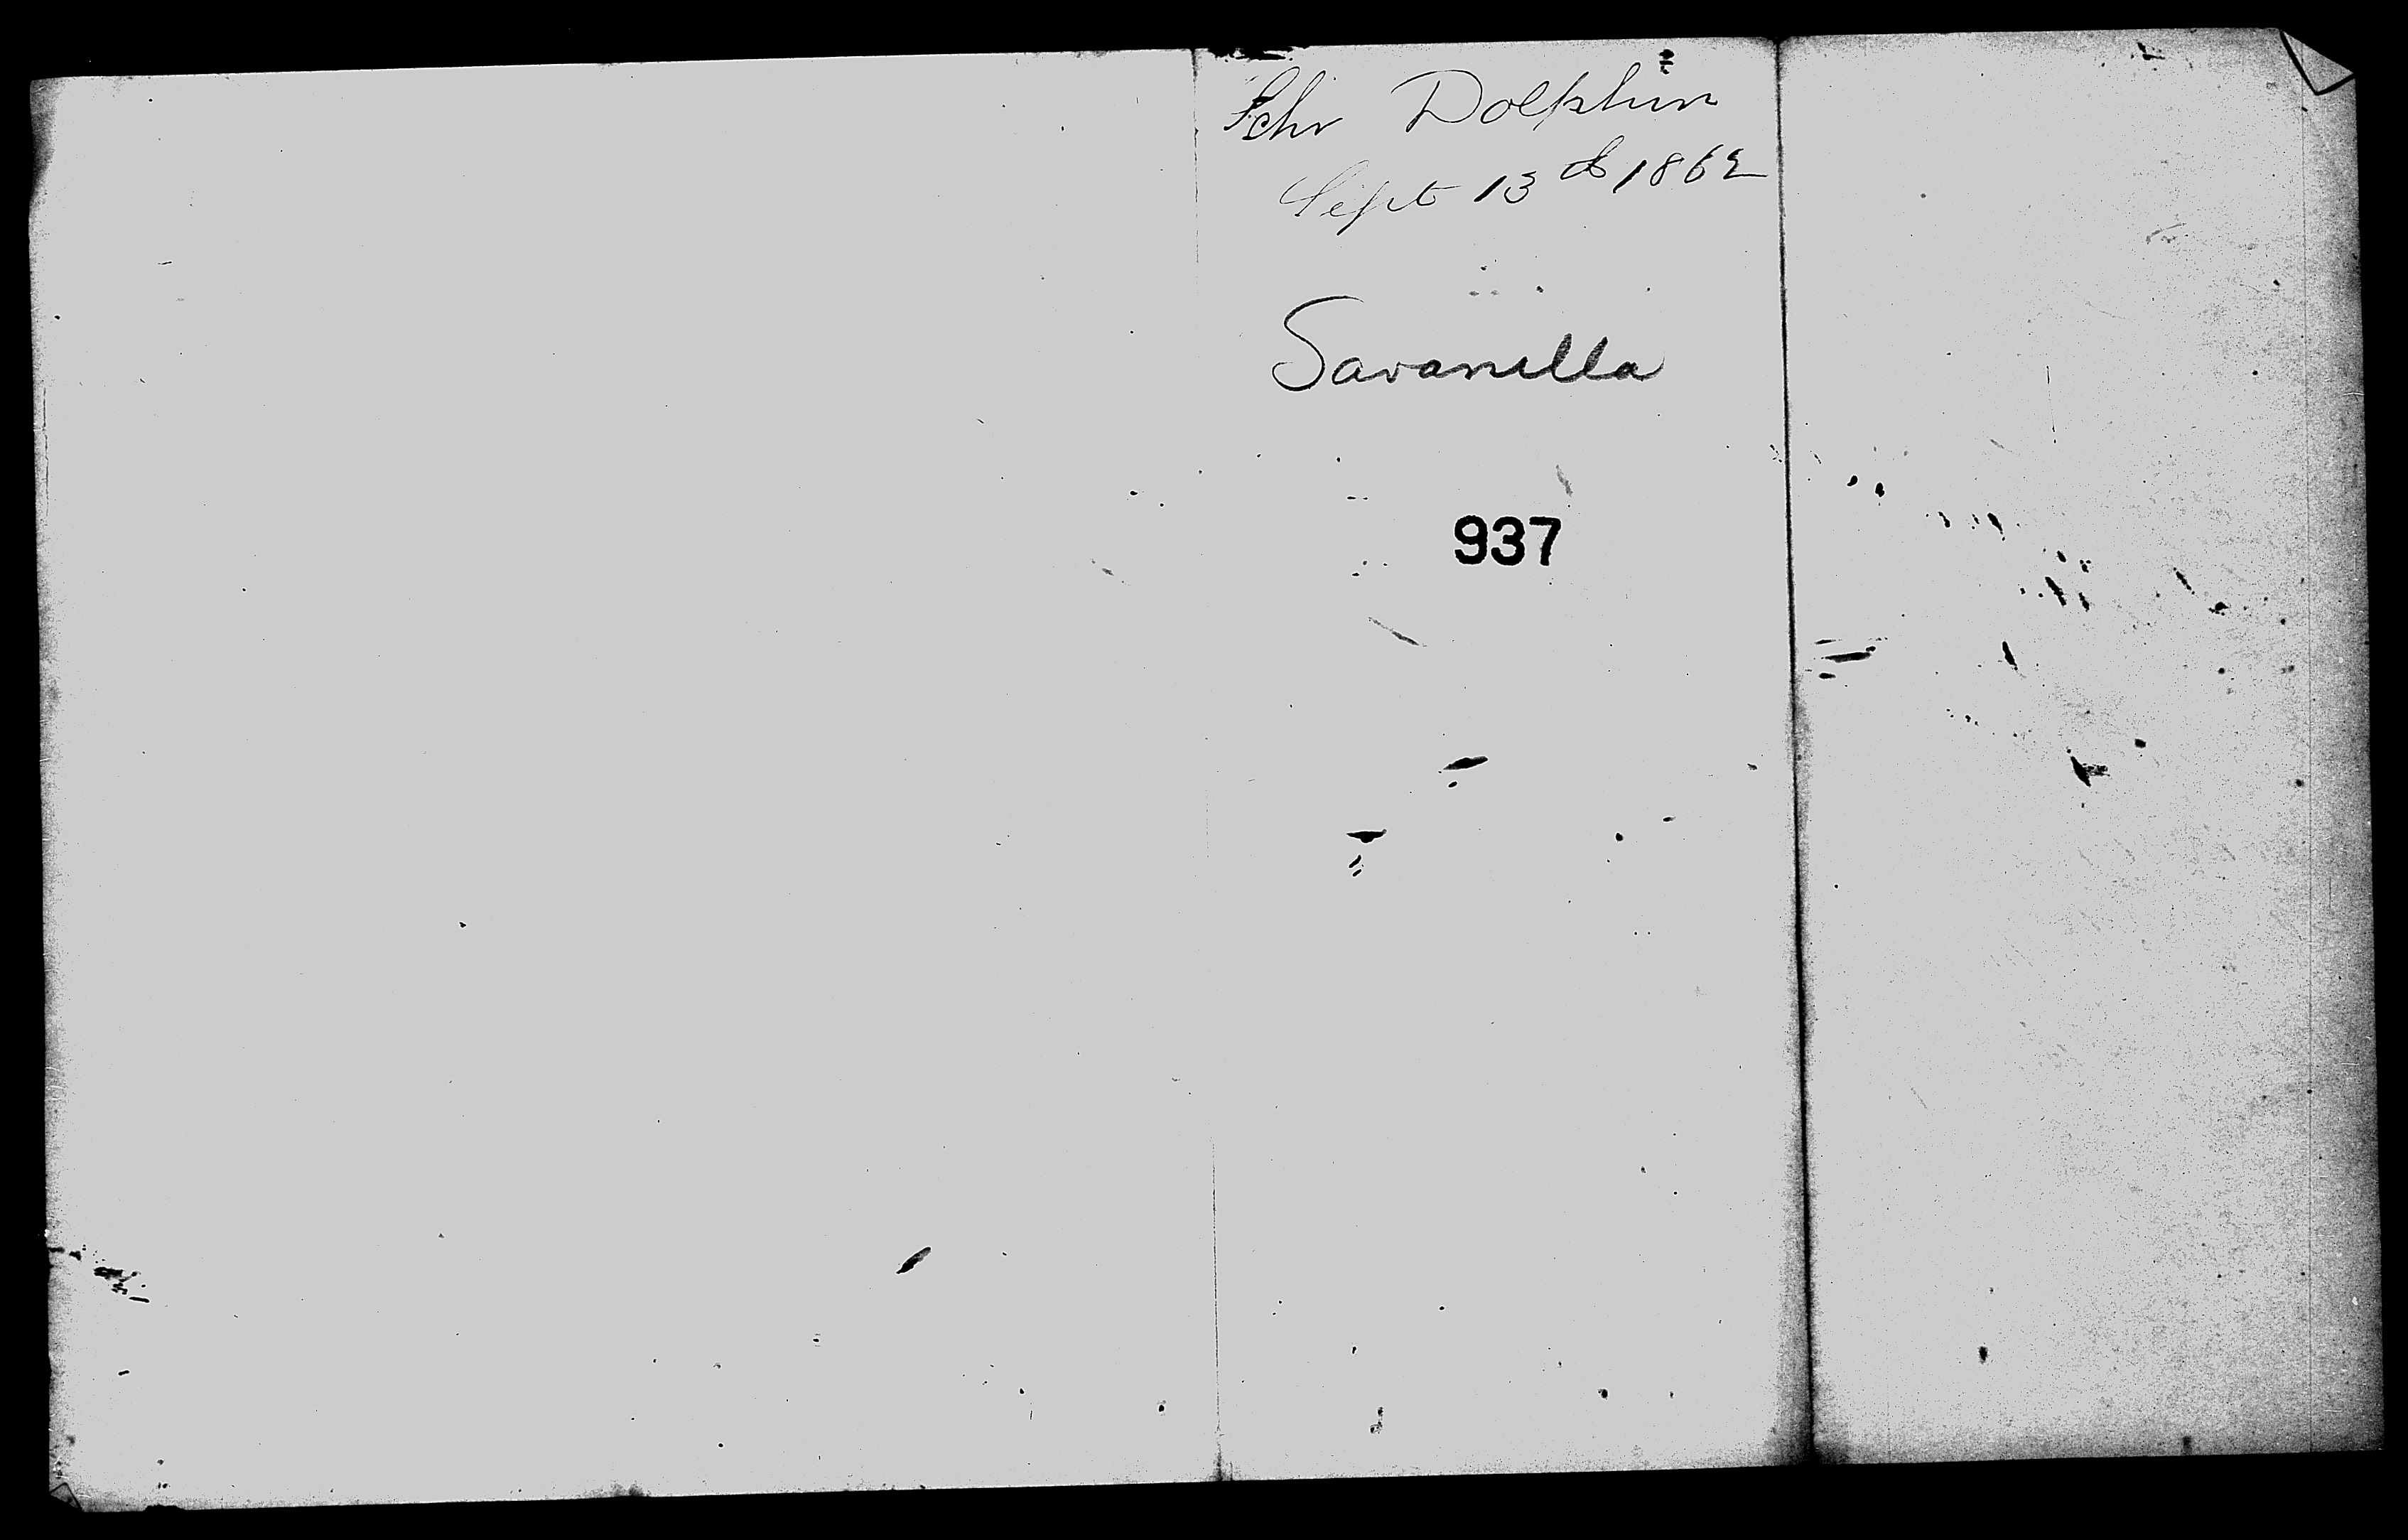 Schr Dolphin
Sept 13th 1862
Savanilla
937